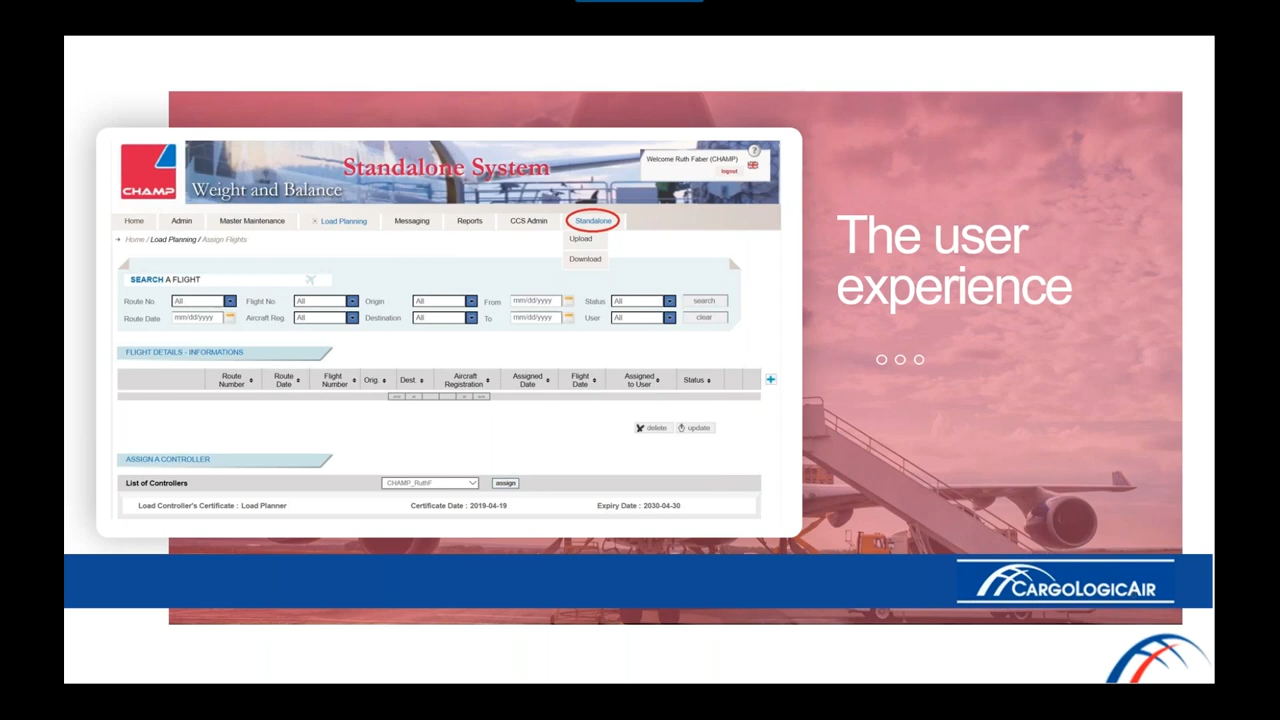 Standalone System
Weight and Balance
CHAMP
Welcome Ruth Faber (CHAMP)
logout
?
Home Admin Master Maintenance Load Planning Messaging Reports CCS Admin Standalone
Upload
Download
Home / Load Planning / Assign Flights
SEARCH A FLIGHT
Route No. All Flight No. All Origin All From mm/dd/yyyy Status All search
Route Date mm/dd/yyyy Aircraft Reg. All Destination All To mm/dd/yyyy User All clear
FLIGHT DETAILS - INFORMATIONS
Route Number Route Date Flight Number Orig. Dest. Aircraft Registration Assigned Date Flight Date Assigned to User Status
delete update
ASSIGN A CONTROLLER
List of Controllers CHAMP_RuthF assign
Load Controller's Certificate : Load Planner Certificate Date : 2019-04-19 Expiry Date : 2030-04-30
The user
experience
CARGOLOGICAIR